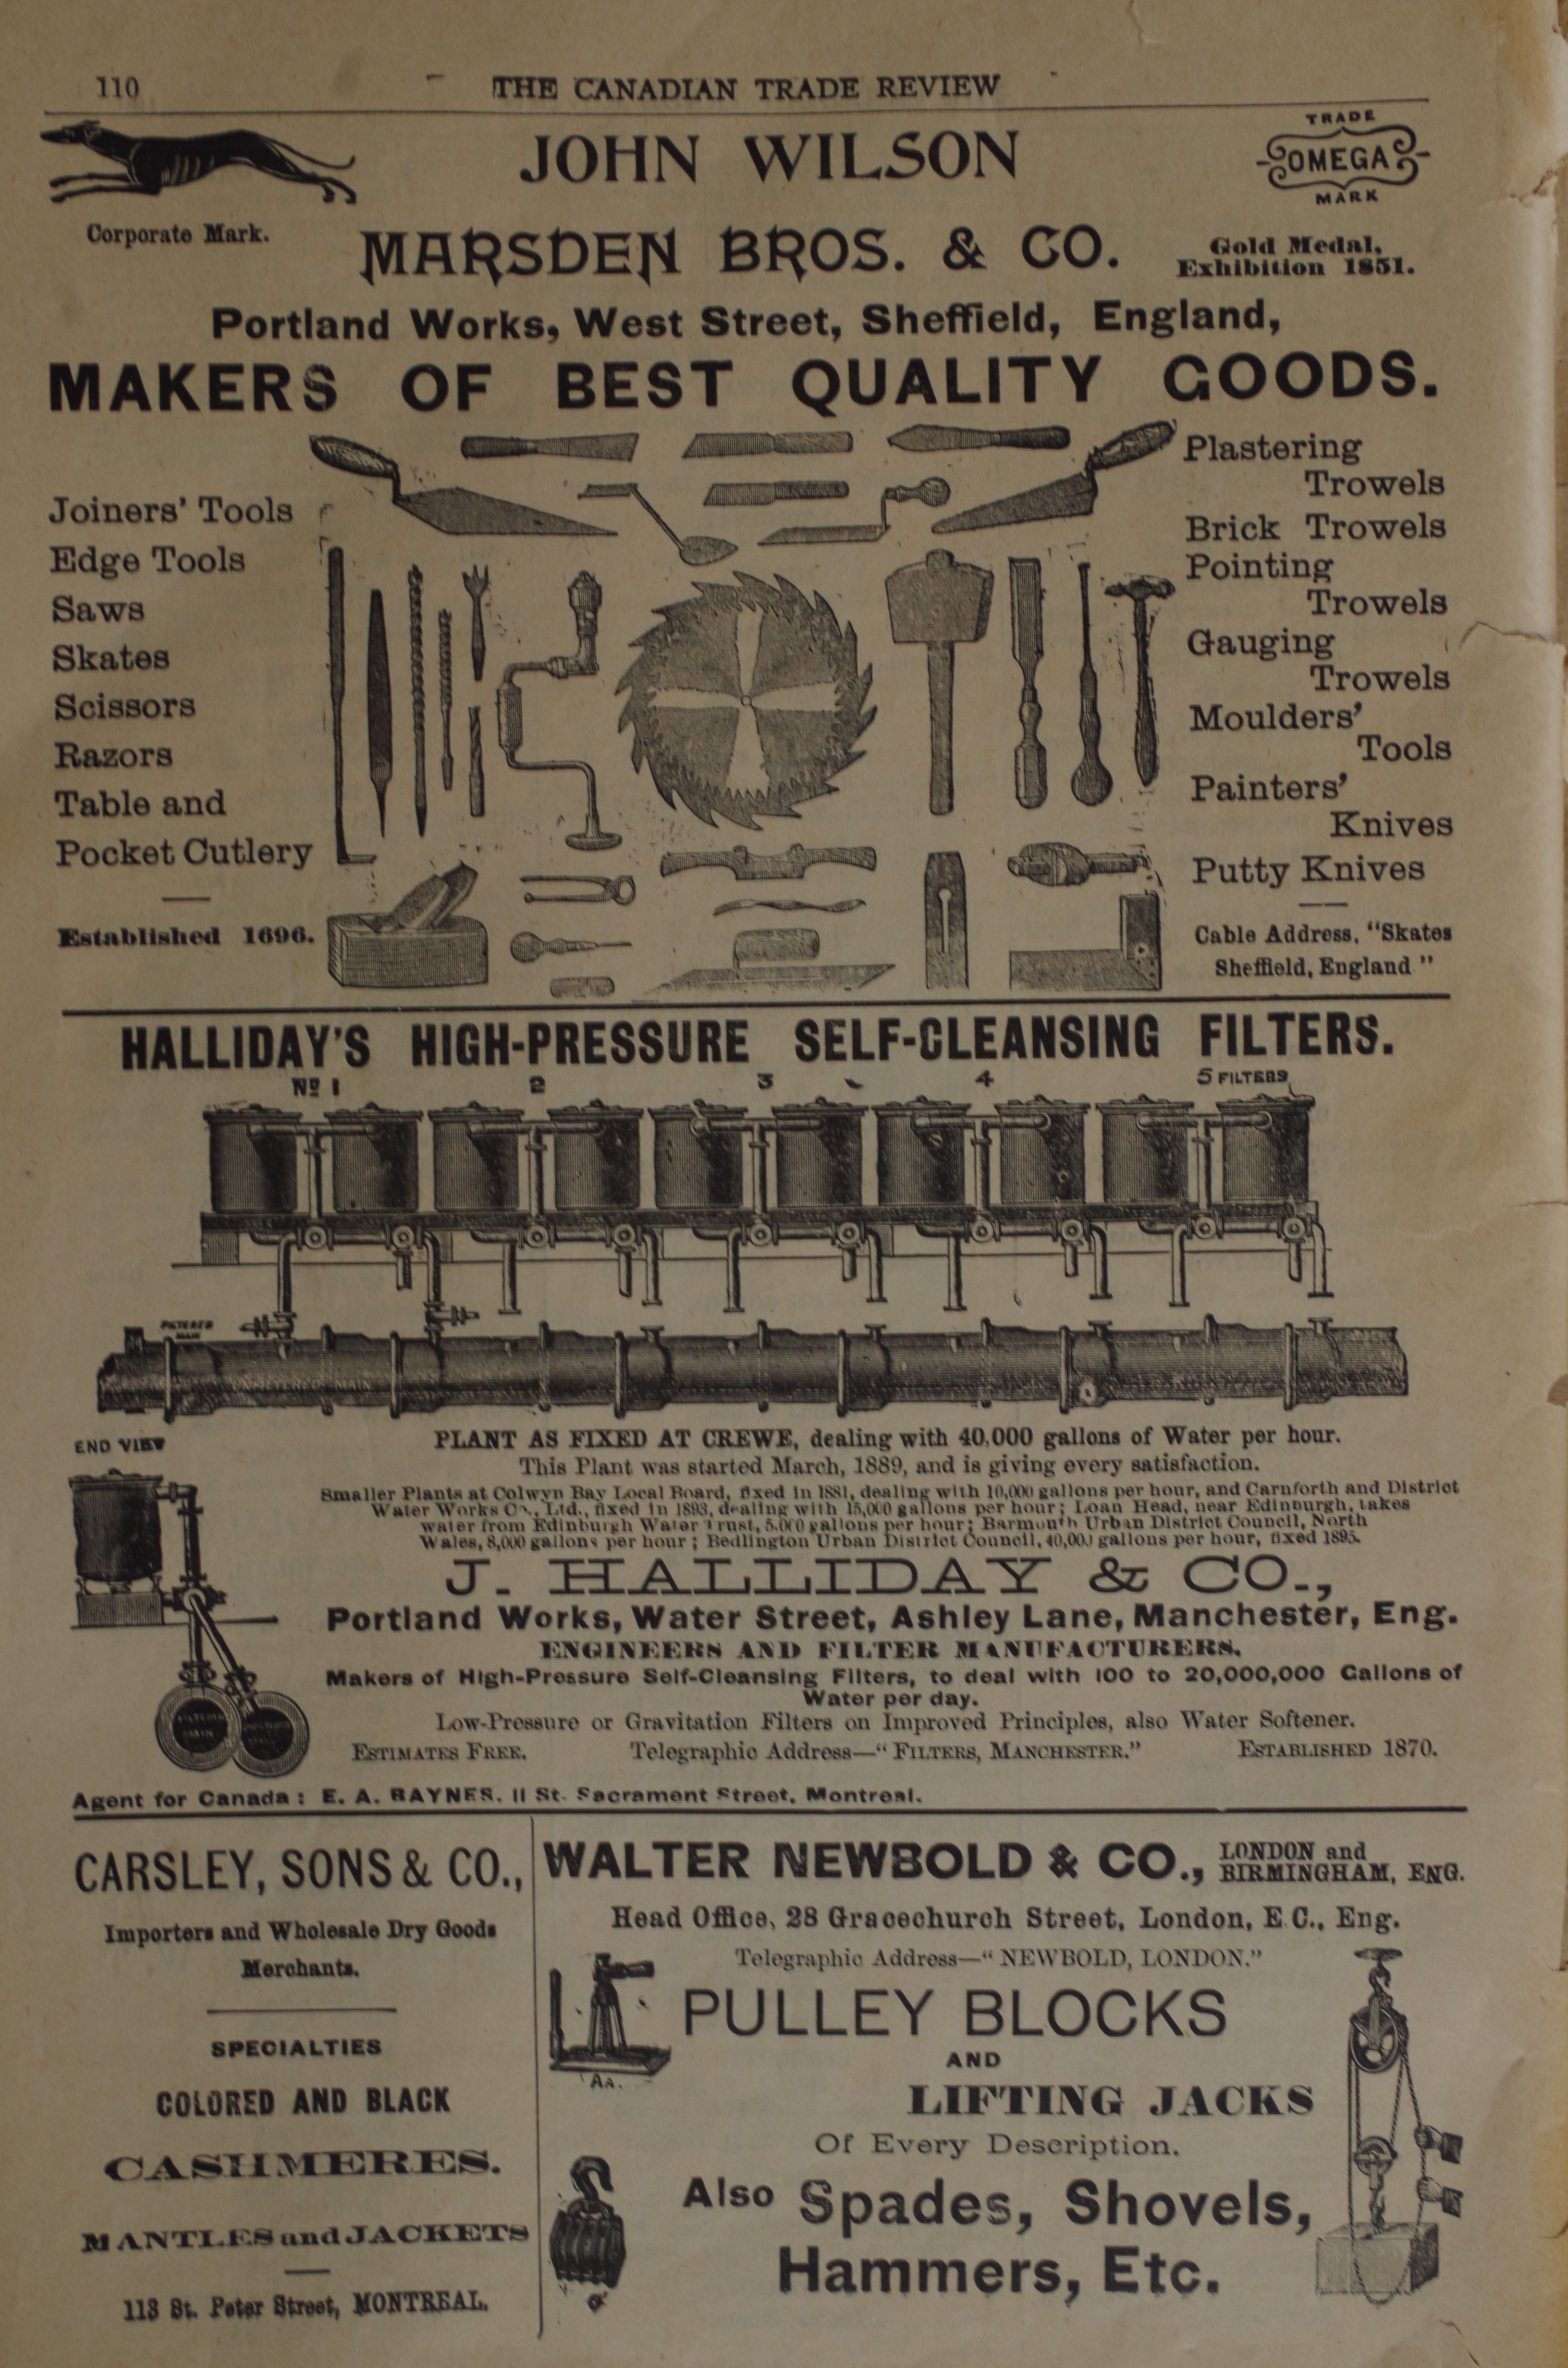 110
THE CANADIAN TRADE REVIEW
JOHN WILSON
TRADE
OMEGA
MARK
Corporate Mark.
MARSDEN BROS. & CO.
Gold Medal,
Exhibition 1851.
Portland Works, West Street, Sheffield, England,
MAKERS OF BEST QUALITY GOODS.
Joiners' Tools
Edge Tools
Saws
Skates
Scissors
Razors
Table and
Pocket Cutlery
Established 1696.
Plastering
Trowels
Brick Trowels
Pointing
Trowels
Gauging
Trowels
Moulders'
Tools
Painters'
Knives
Putty Knives
Cable Address, "Skates
Sheffield, England"
HALLIDAY'S HIGH-PRESSURE SELF-CLEANSING FILTERS.
No 1 2 3 4 5 FILTERS
FILTERED
MAIN
END VIEW
PLANT AS FIXED AT CREWE, dealing with 40,000 gallons of Water per hour.
This Plant was started March, 1889, and is giving every satisfaction.
Smaller Plants at Colwyn Bay Local Board, fixed in 1881, dealing with 10,000 gallons per hour, and Carnforth and District
Water Works Co., Ltd., fixed in 1893, dealing with 15,000 gallons per hour; Loan Head, near Edinburgh, takes
water from Edinburgh Water Trust, 5,000 gallons per hour; Barmouth Urban District Council, North
Wales, 8,000 gallons per hour; Bedlington Urban District Council, 40,000 gallons per hour, fixed 1895.
J. HALLIDAY & CO.,
Portland Works, Water Street, Ashley Lane, Manchester, Eng.
ENGINEERS AND FILTER MANUFACTURERS.
Makers of High-Pressure Self-Cleansing Filters, to deal with 100 to 20,000,000 Gallons of
Water per day.
Low-Pressure or Gravitation Filters on Improved Principles, also Water Softener.
ESTIMATES FREE. Telegraphic Address—"FILTERS, MANCHESTER." ESTABLISHED 1870.
FILTERED
MAIN
Agent for Canada: E. A. BAYNES, 11 St. Sacrament Street, Montreal.
CARSLEY, SONS & CO.,
Importers and Wholesale Dry Goods
Merchants.
SPECIALTIES
COLORED AND BLACK
CASHMERES.
MANTLES and JACKETS
113 St. Peter Street, MONTREAL.
WALTER NEWBOLD & CO., LONDON and
BIRMINGHAM, ENG.
Head Office, 28 Gracechurch Street, London, E.C., Eng.
Telegraphic Address—"NEWBOLD, LONDON."
PULLEY BLOCKS
AND
LIFTING JACKS
Of Every Description.
Also Spades, Shovels,
Hammers, Etc.